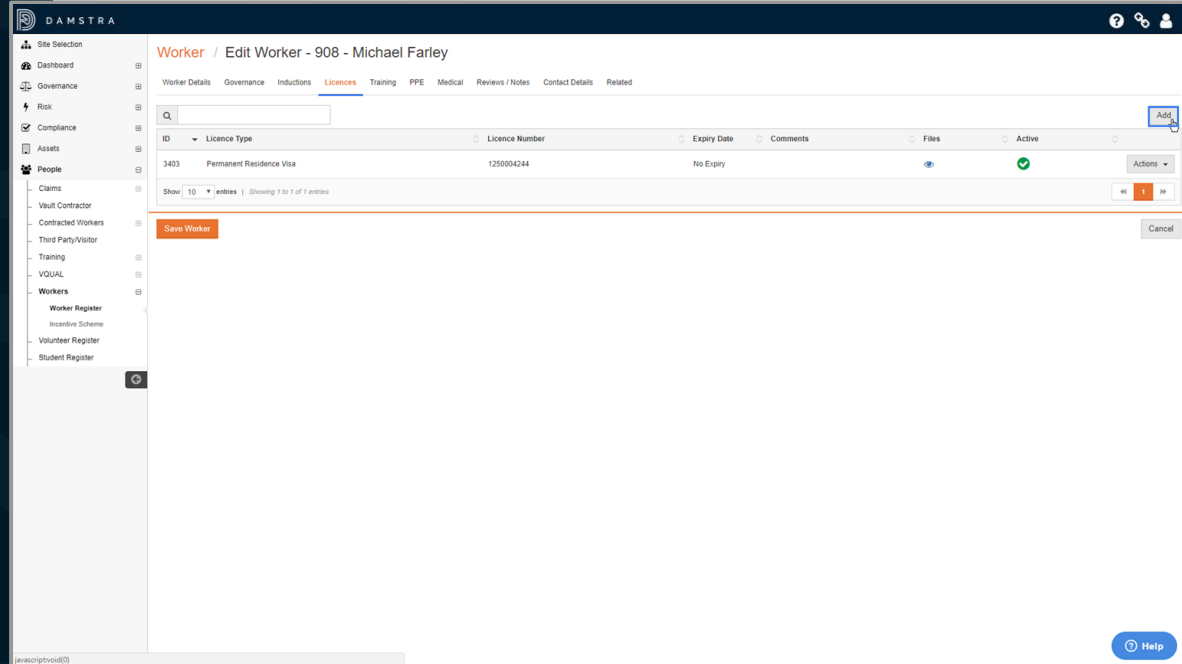 DAMSTRA
Site Selection
Dashboard
Governance
Risk
Compliance
Assets
People
Claims
Vault Contractor
Contracted Workers
Third Party/Visitor
Training
VQUAL
Workers
Worker Register
Incentive Scheme
Volunteer Register
Student Register
Worker / Edit Worker - 908 - Michael Farley
Worker Details Governance Inductions Licences Training PPE Medical Reviews / Notes Contact Details Related
Add
ID Licence Type Licence Number Expiry Date Comments Files Active
3403 Permanent Residence Visa 1250004244 No Expiry Actions
Show 10 entries | Showing 1 to 1 of 1 entries 1
Save Worker Cancel
Help
javascript:void(0)